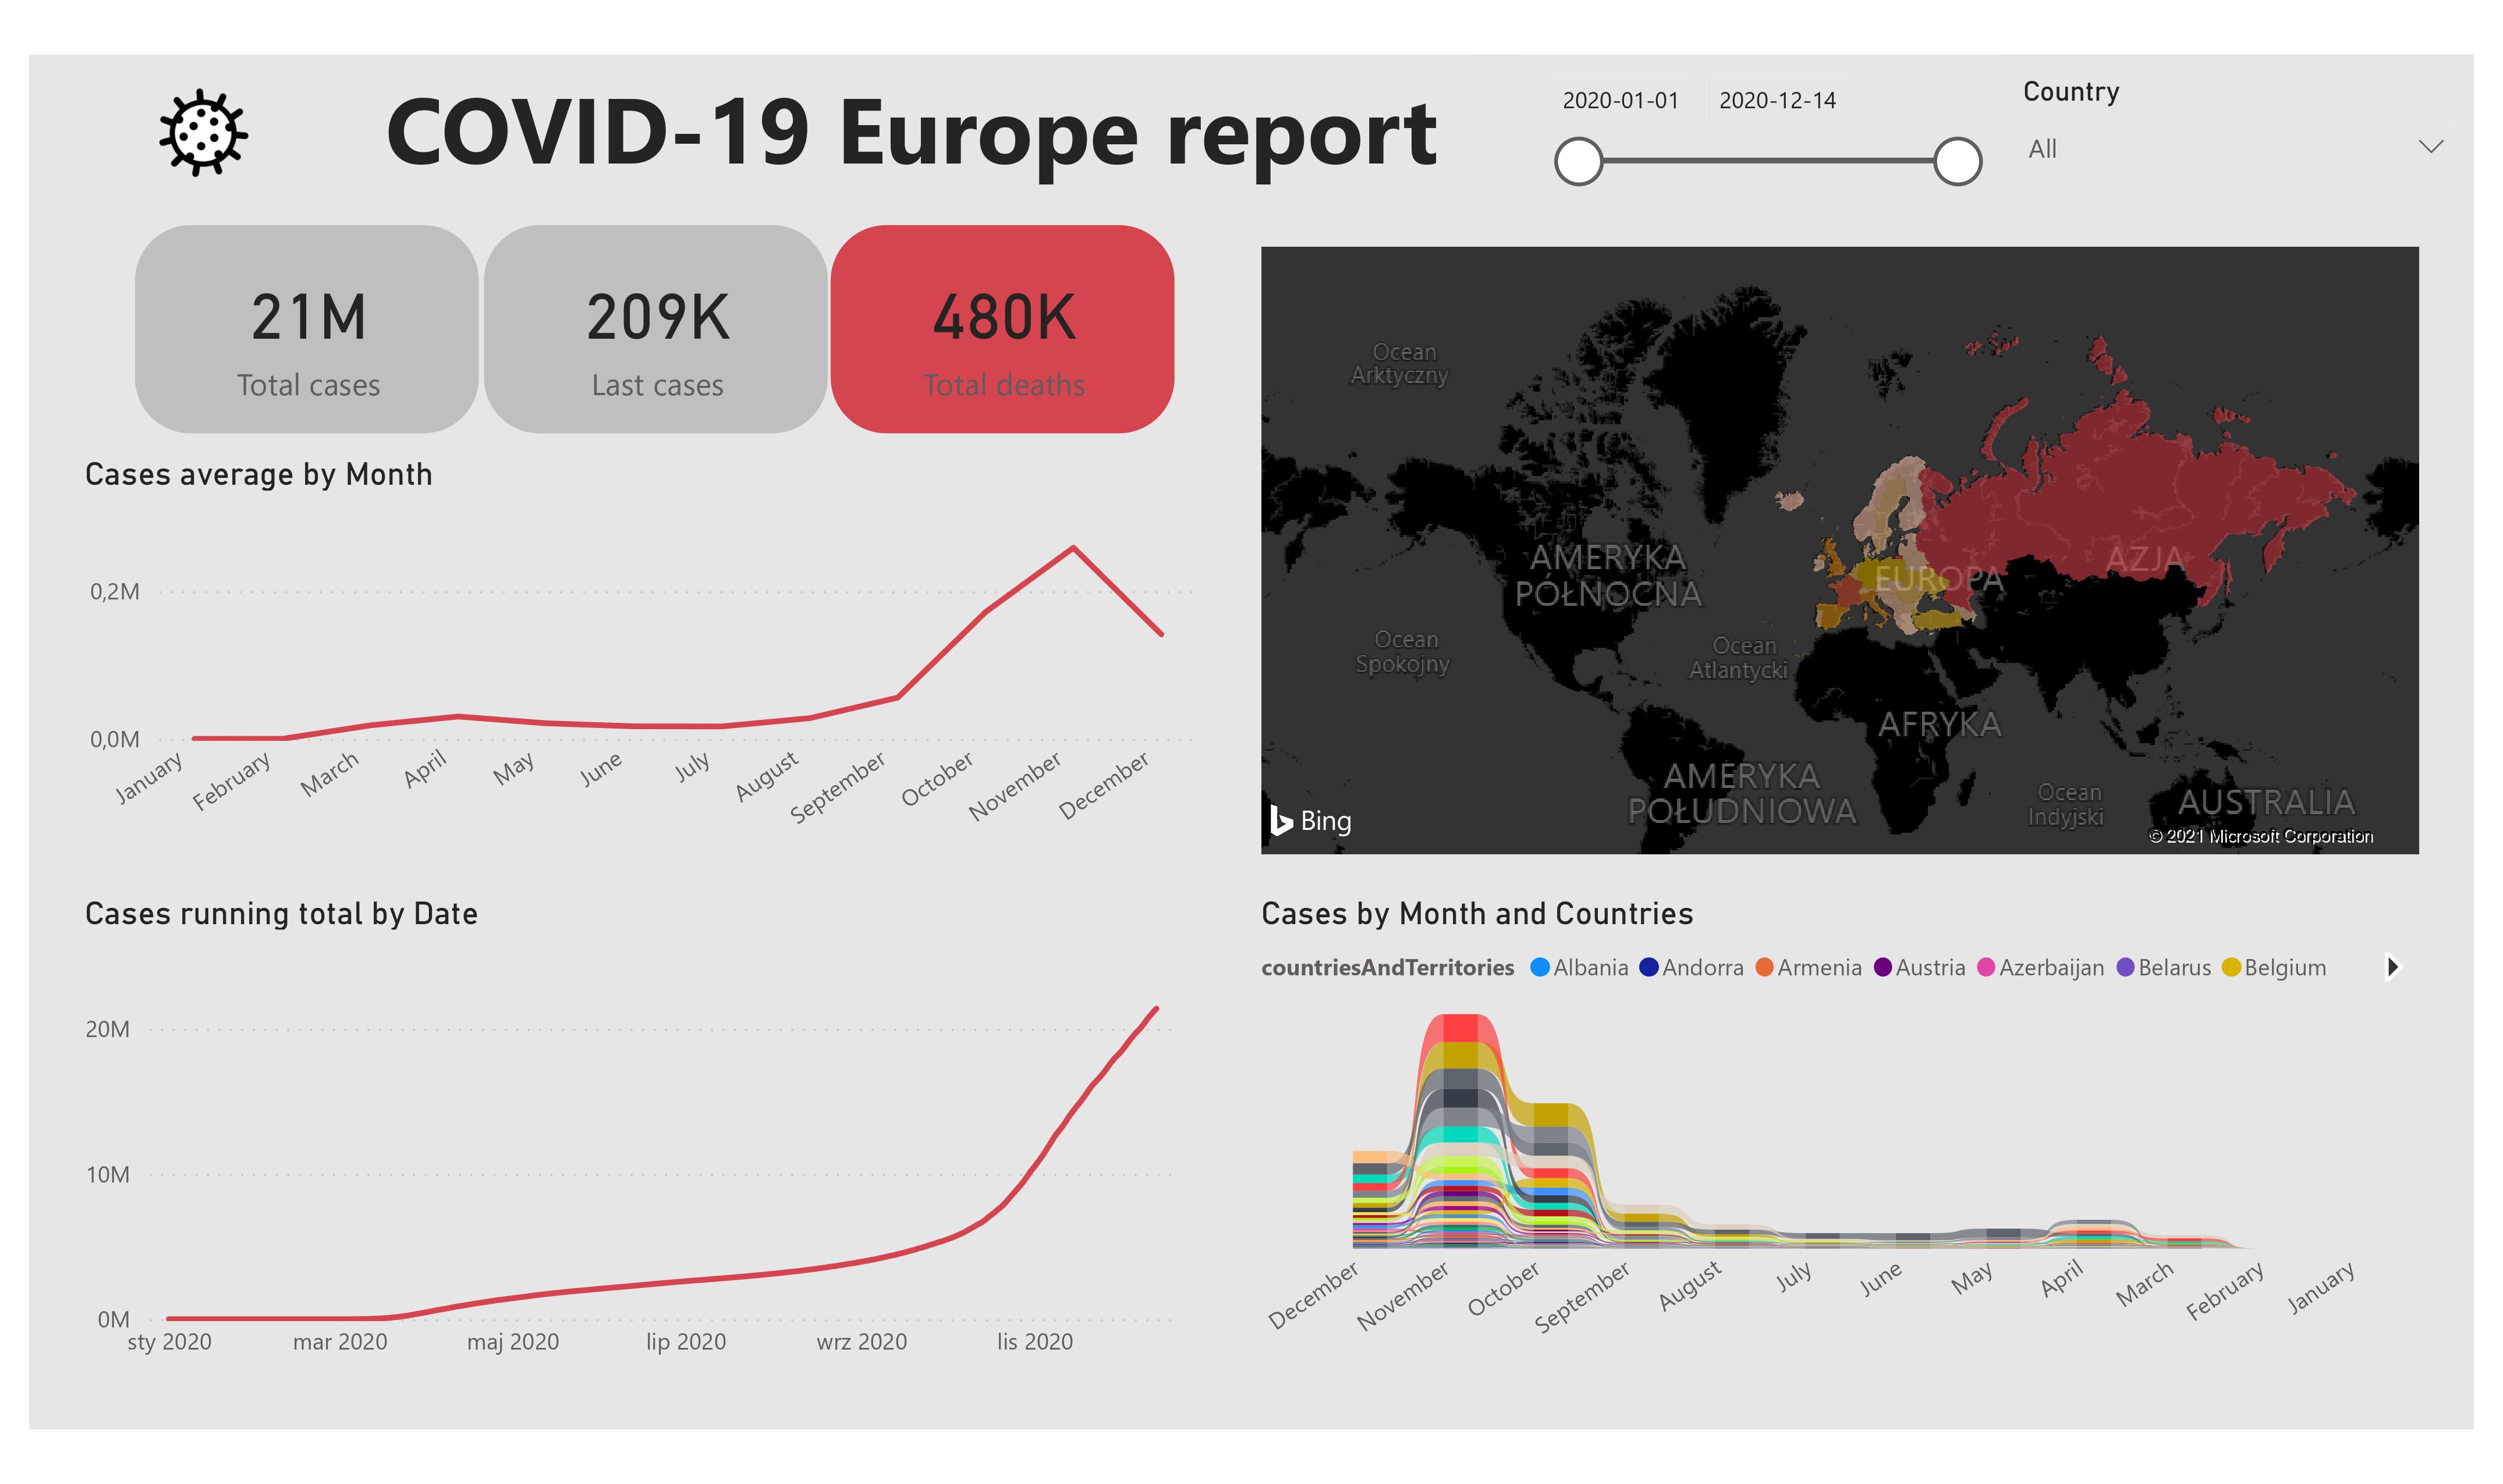 COVID-19 Europe report
2020-01-01
2020-12-14
Country
All
21M
Total cases
209K
Last cases
480K
Total deaths
Cases average by Month
0,2M
0,0M
January
February
March
April
May
June
July
August
September
October
November
December
Ocean
Arktyczny
AMERYKA
PÓŁNOCNA
EUROPA
AZJA
Ocean
Spokojny
Ocean
Atlantycki
AFRYKA
AMERYKA
POŁUDNIOWA
Ocean
Indyjski
AUSTRALIA
Bing
© 2021 Microsoft Corporation
Cases running total by Date
20M
10M
0M
sty 2020
mar 2020
maj 2020
lip 2020
wrz 2020
lis 2020
Cases by Month and Countries
countriesAndTerritories Albania Andorra Armenia Austria Azerbaijan Belarus Belgium
December
November
October
September
August
July
June
May
April
March
February
January